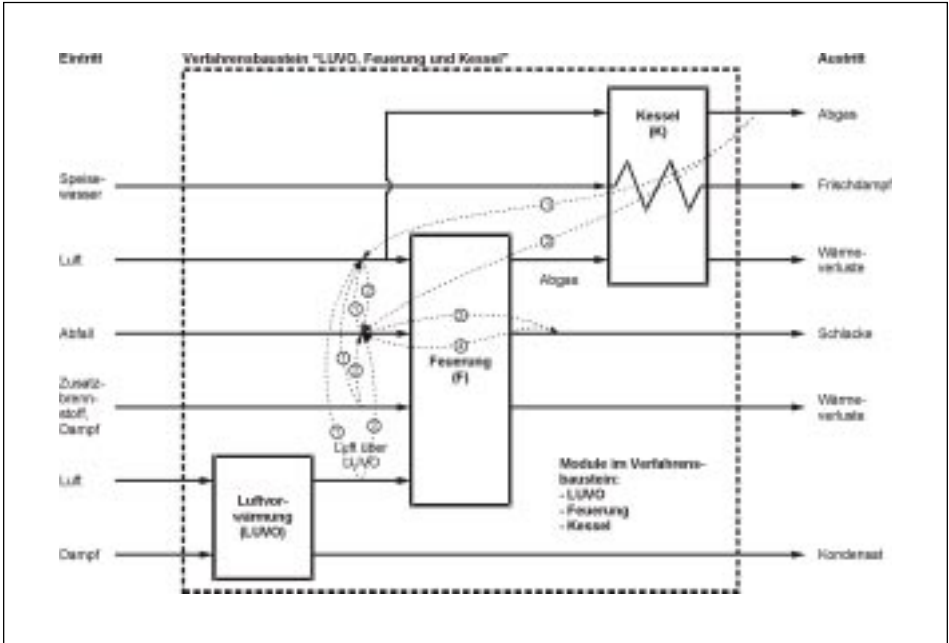 Eintritt
Verfahrensbaustein "LUVO, Feuerung und Kessel"
Austritt
Kessel
(K)
Abgas
Speise-
wasser
Frischdampf
Luft
Abgas
Wärme-
verluste
Abfall
Feuerung
(F)
Schlacke
Zusatz-
brenn-
stoff,
Dampf
Wärme-
verluste
Luft über
LUVO
Luft
Luftvor-
wärmung
(LUVO)
Module im Verfahrens-
baustein:
- LUVO
- Feuerung
- Kessel
Dampf
Kondensat